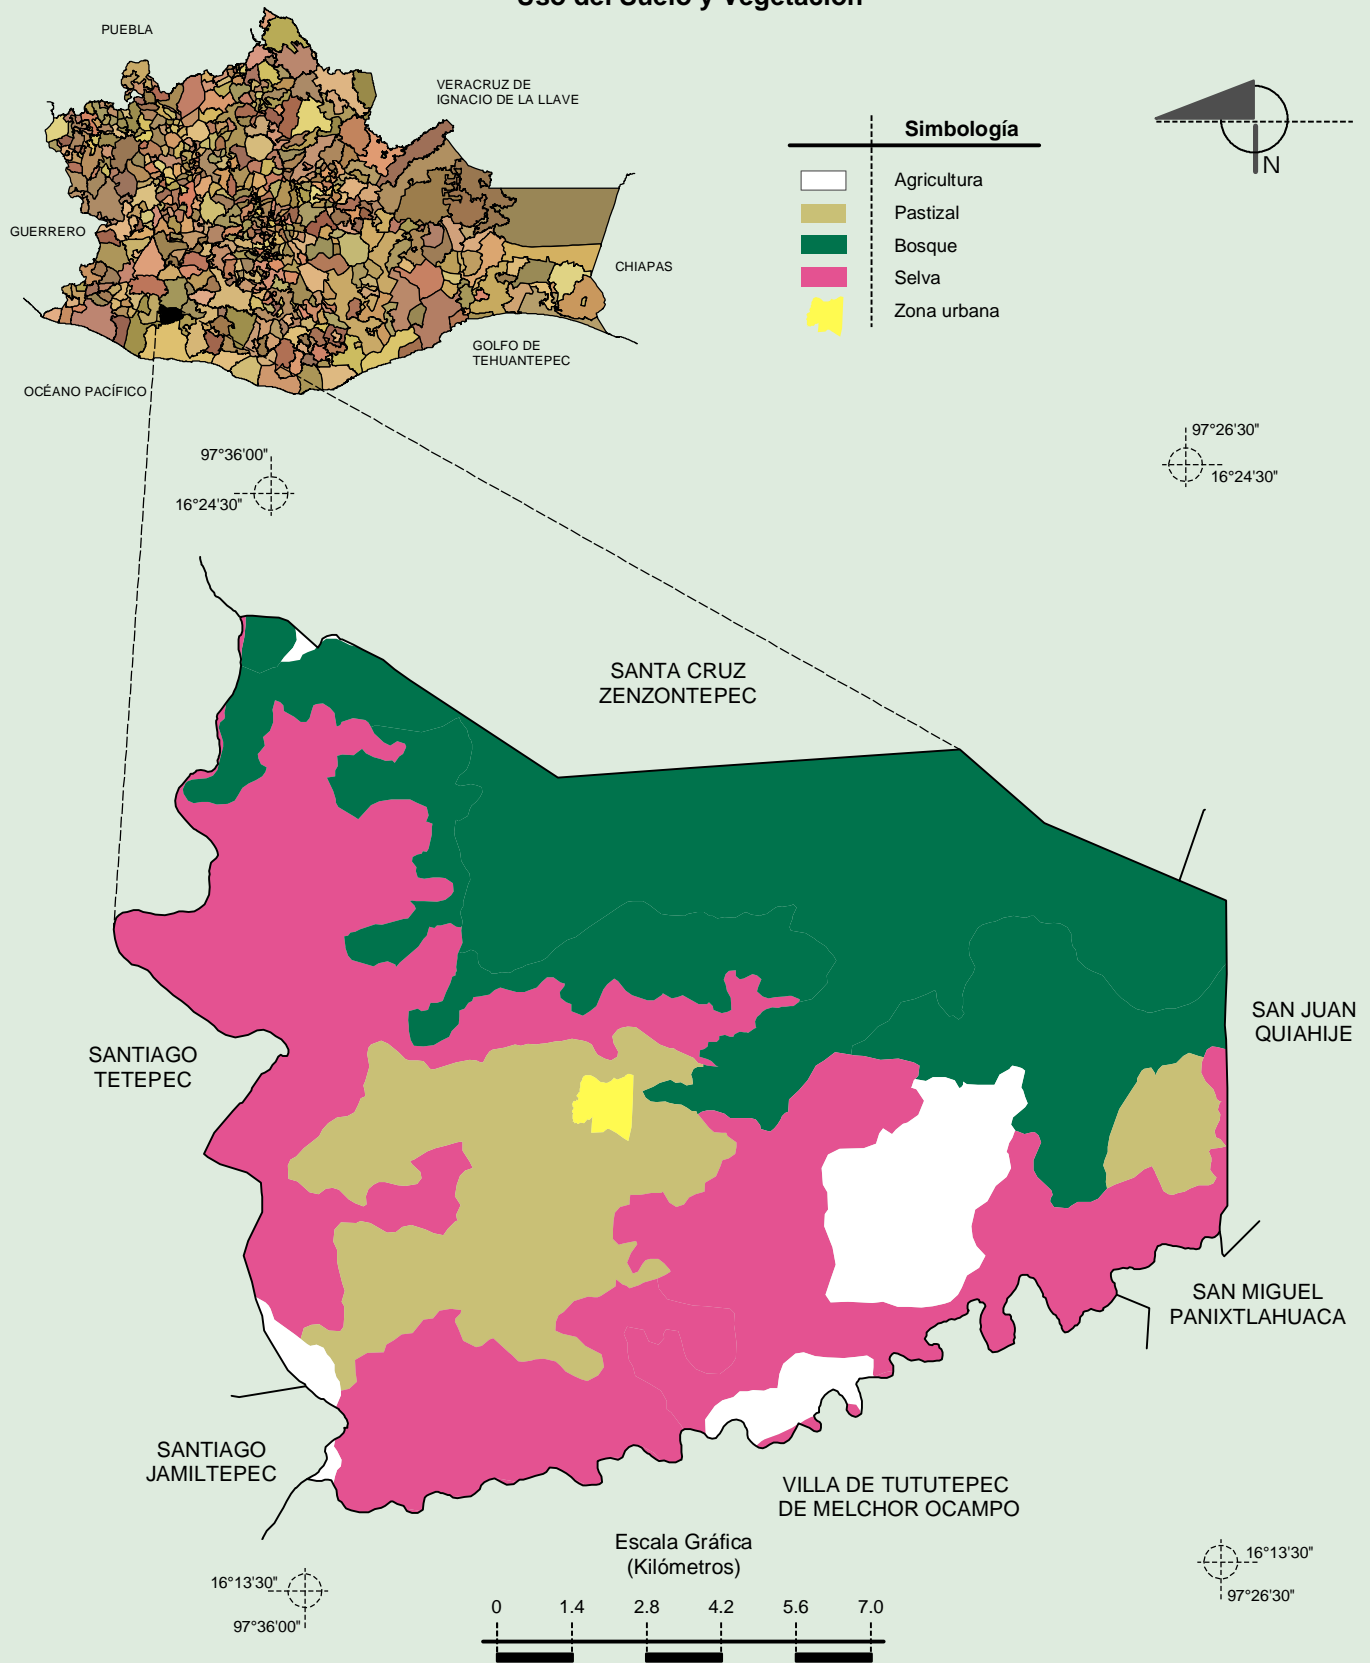 Uso del Suelo y Vegetación
PUEBLA
VERACRUZ DE
IGNACIO DE LA LLAVE
GUERRERO
CHIAPAS
GOLFO DE
TEHUANTEPEC
OCÉANO PACÍFICO
Simbología
Agricultura
Pastizal
Bosque
Selva
Zona urbana
N
97°36'00"
16°24'30"
97°26'30"
16°24'30"
SANTA CRUZ
ZENZONTEPEC
SAN JUAN
QUIAHIJE
SANTIAGO
TETEPEC
SAN MIGUEL
PANIXTLAHUACA
SANTIAGO
JAMILTEPEC
VILLA DE TUTUTEPEC
DE MELCHOR OCAMPO
Escala Gráfica
(Kilómetros)
0 1.4 2.8 4.2 5.6 7.0
16°13'30"
97°36'00"
16°13'30"
97°26'30"